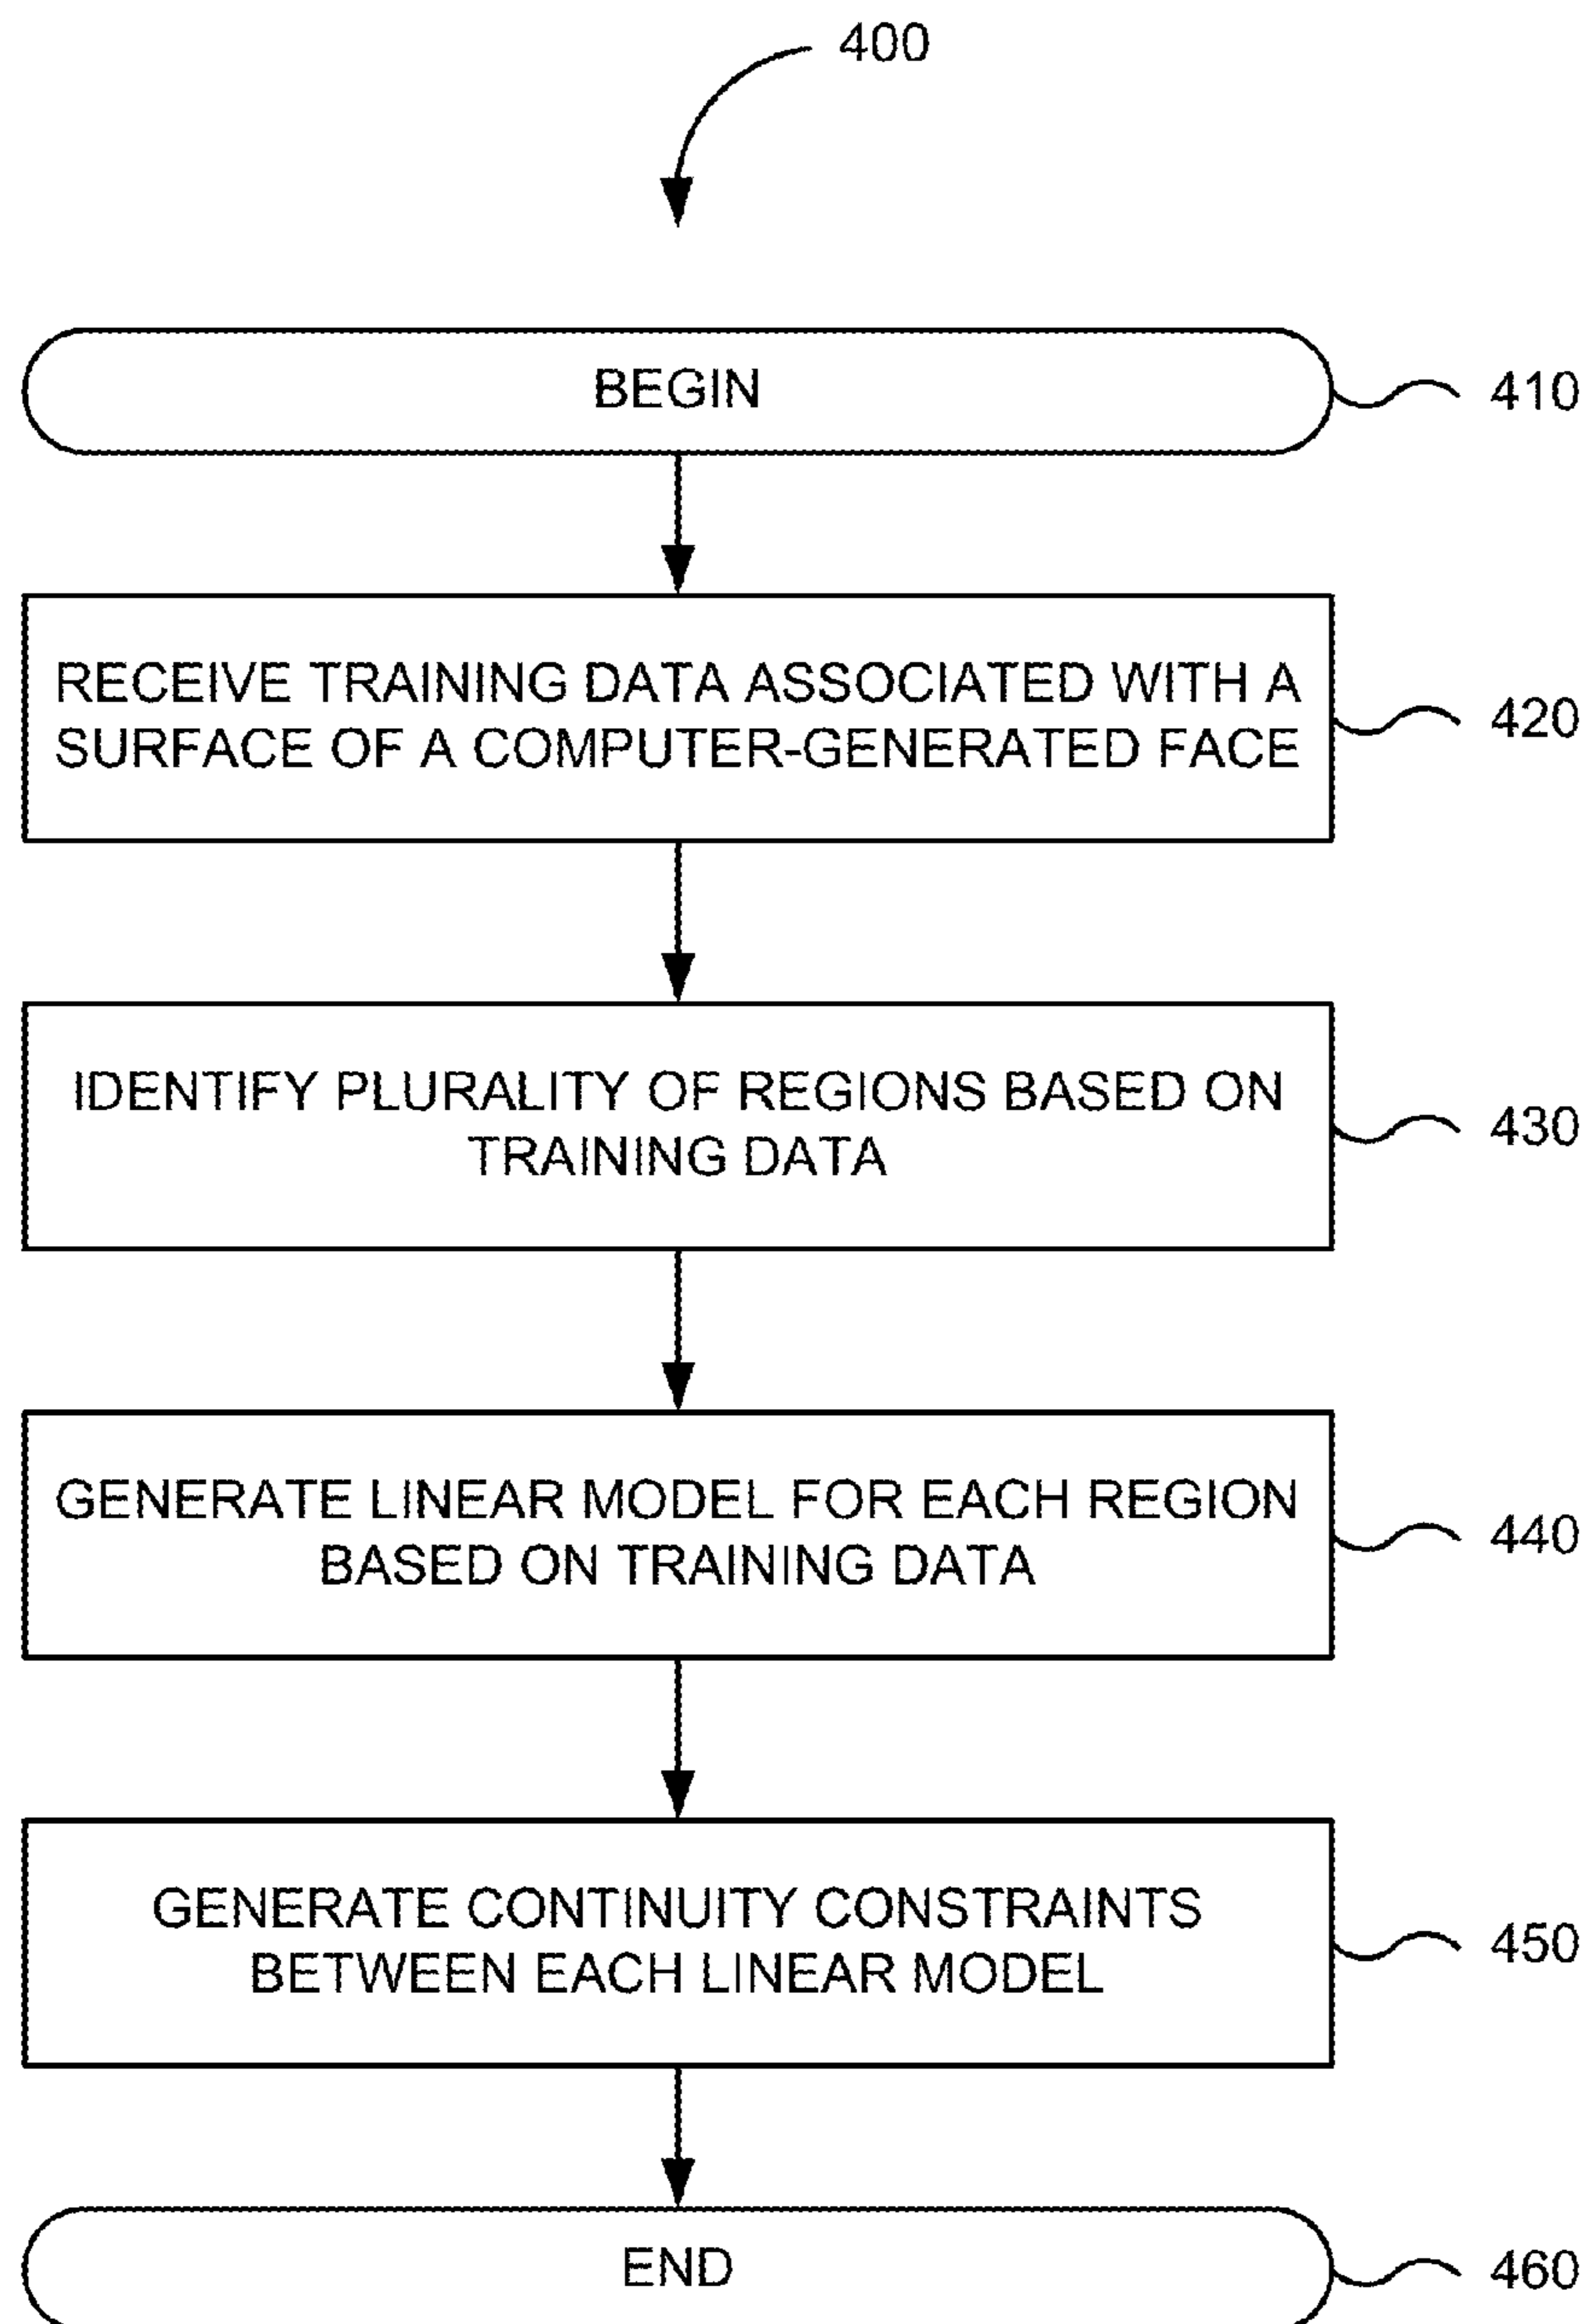 400
BEGIN
410
RECEIVE TRAINING DATA ASSOCIATED WITH A
SURFACE OF A COMPUTER-GENERATED FACE
420
IDENTIFY PLURALITY OF REGIONS BASED ON
TRAINING DATA
430
GENERATE LINEAR MODEL FOR EACH REGION
BASED ON TRAINING DATA
440
GENERATE CONTINUITY CONSTRAINTS
BETWEEN EACH LINEAR MODEL
450
END
460